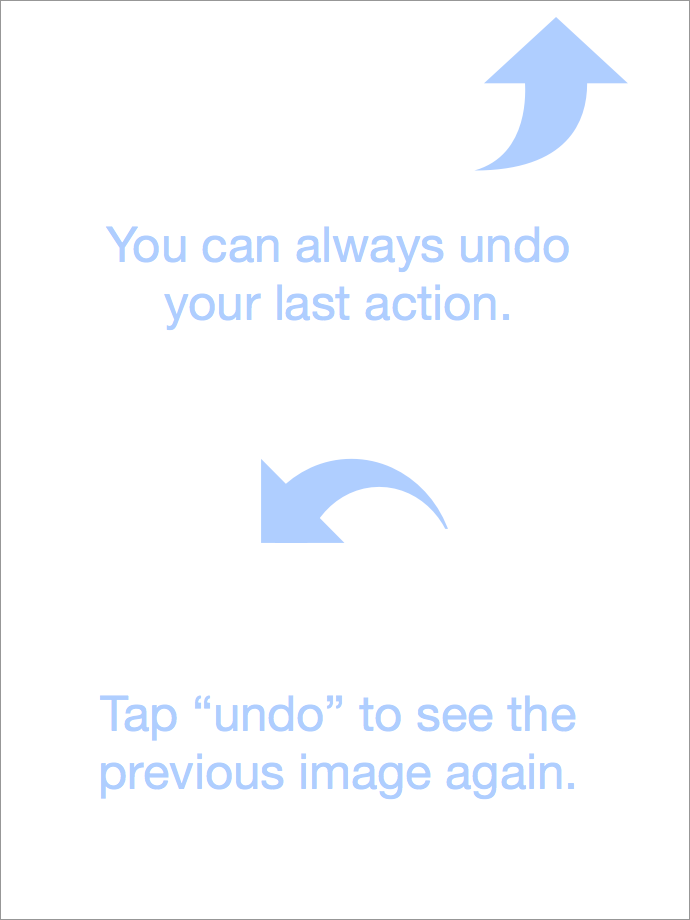 You can always undo
your last action.
Tap “undo” to see the
previous image again.